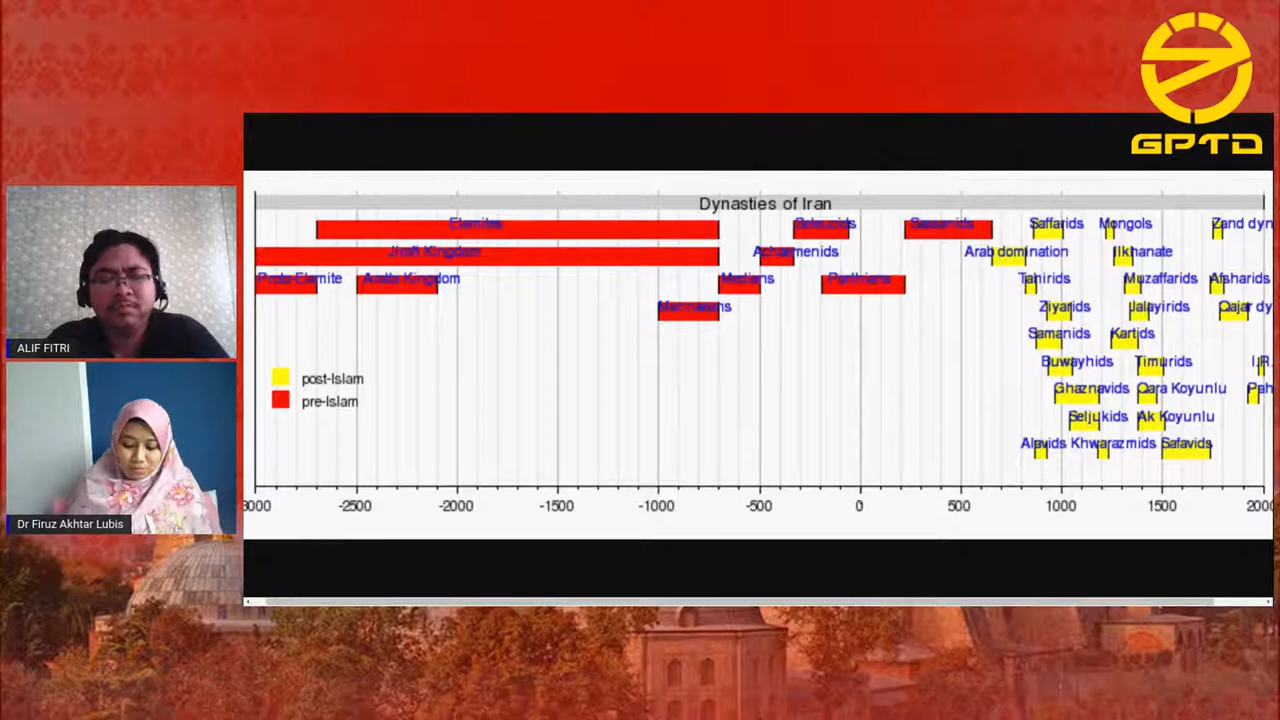 GPTD
Dynasties of Iran
Elamites Seleucids Sassanids Saffarids Mongols Zand dyn
Jiroft Kingdom Achaemenids Arab domination Ilkhanate
Proto-Elamite Aratta Kingdom Medians Parthians Tahirids Muzaffarids Afsharids
Mannaeans Ziyarids Jalayirids Qajar dy
Samanids Kartids
Buwayhids Timurids I.R.
post-Islam
Ghaznavids Qara Koyunlu Pah
pre-Islam
Seljukids Ak Koyunlu
Alavids Khwarazmids Safavids
3000 -2500 -2000 -1500 -1000 -500 0 500 1000 1500 2000
ALIF FITRI
Dr Firuz Akhtar Lubis